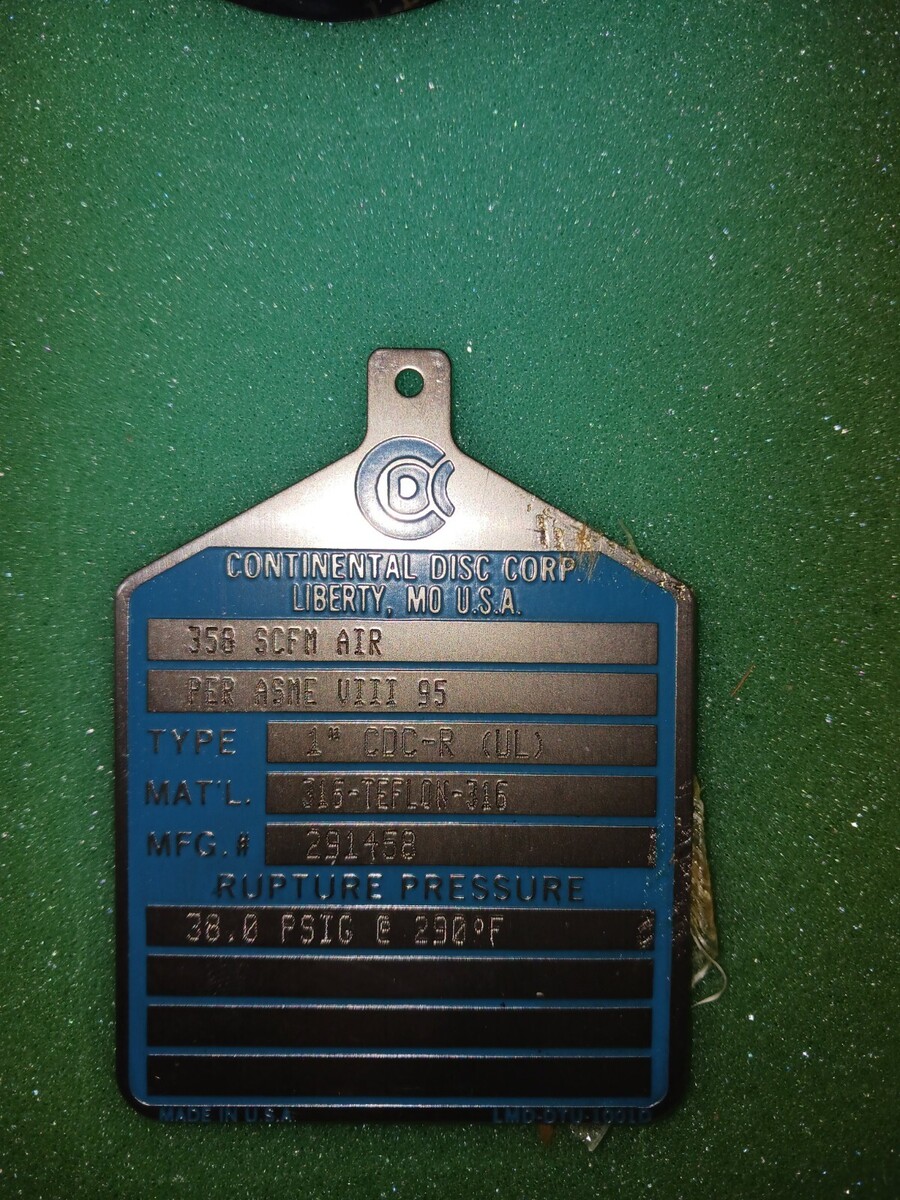 CDC
CONTINENTAL DISC CORP.
LIBERTY, MO U.S.A.
358 SCFM AIR
PER ASME VIII 95
TYPE 1" CDC-R (UL)
MAT'L. 316-TEFLON-316
MFG.# 291458
RUPTURE PRESSURE
38.0 PSIG @ 290°F
MADE IN U.S.A.